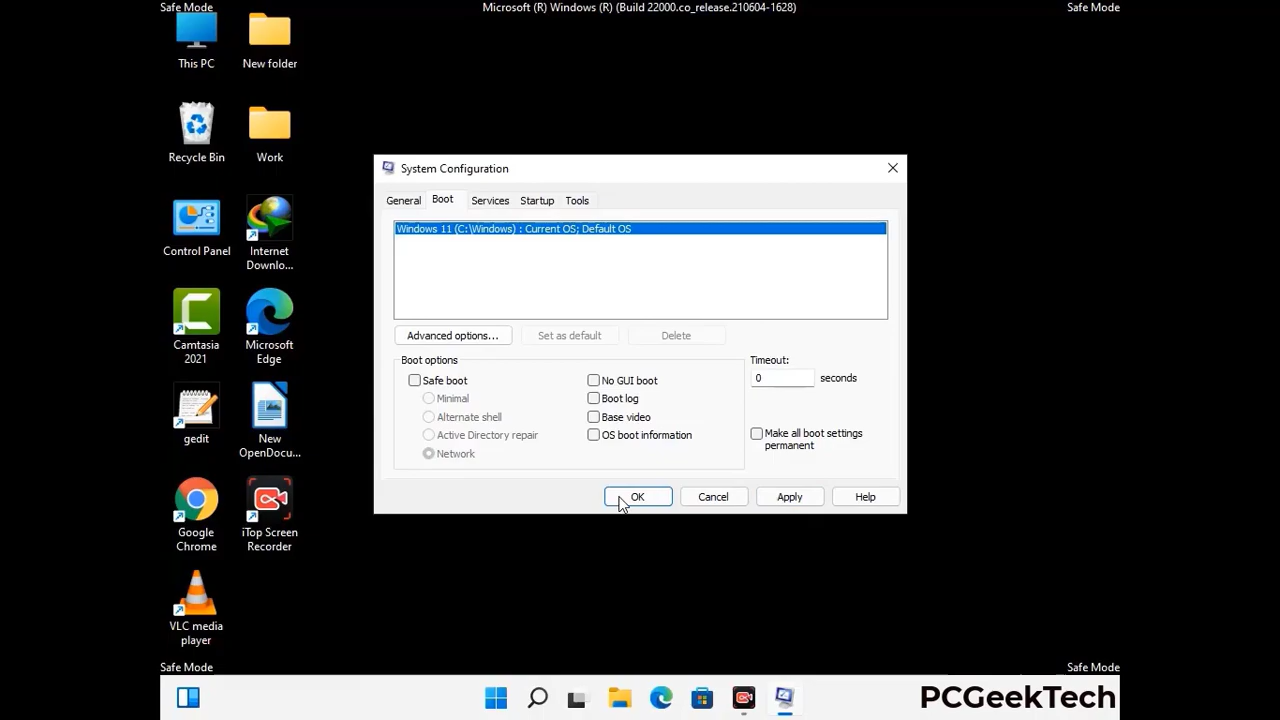 Safe Mode
Microsoft (R) Windows (R) (Build 22000.co_release.210604-1628)
Safe Mode
This PC
New folder
Recycle Bin
Work
Control Panel
Internet
Downlo...
Camtasia
2021
Microsoft
Edge
gedit
New
OpenDocu...
Google
Chrome
iTop Screen
Recorder
VLC media
player
System Configuration
General
Boot
Services
Startup
Tools
Windows 11 (C:\Windows) : Current OS; Default OS
Advanced options...
Set as default
Delete
Boot options
Safe boot
Minimal
Alternate shell
Active Directory repair
Network
No GUI boot
Boot log
Base video
OS boot information
Timeout:
0 seconds
Make all boot settings
permanent
OK
Cancel
Apply
Help
Safe Mode
Safe Mode
PCGeekTech